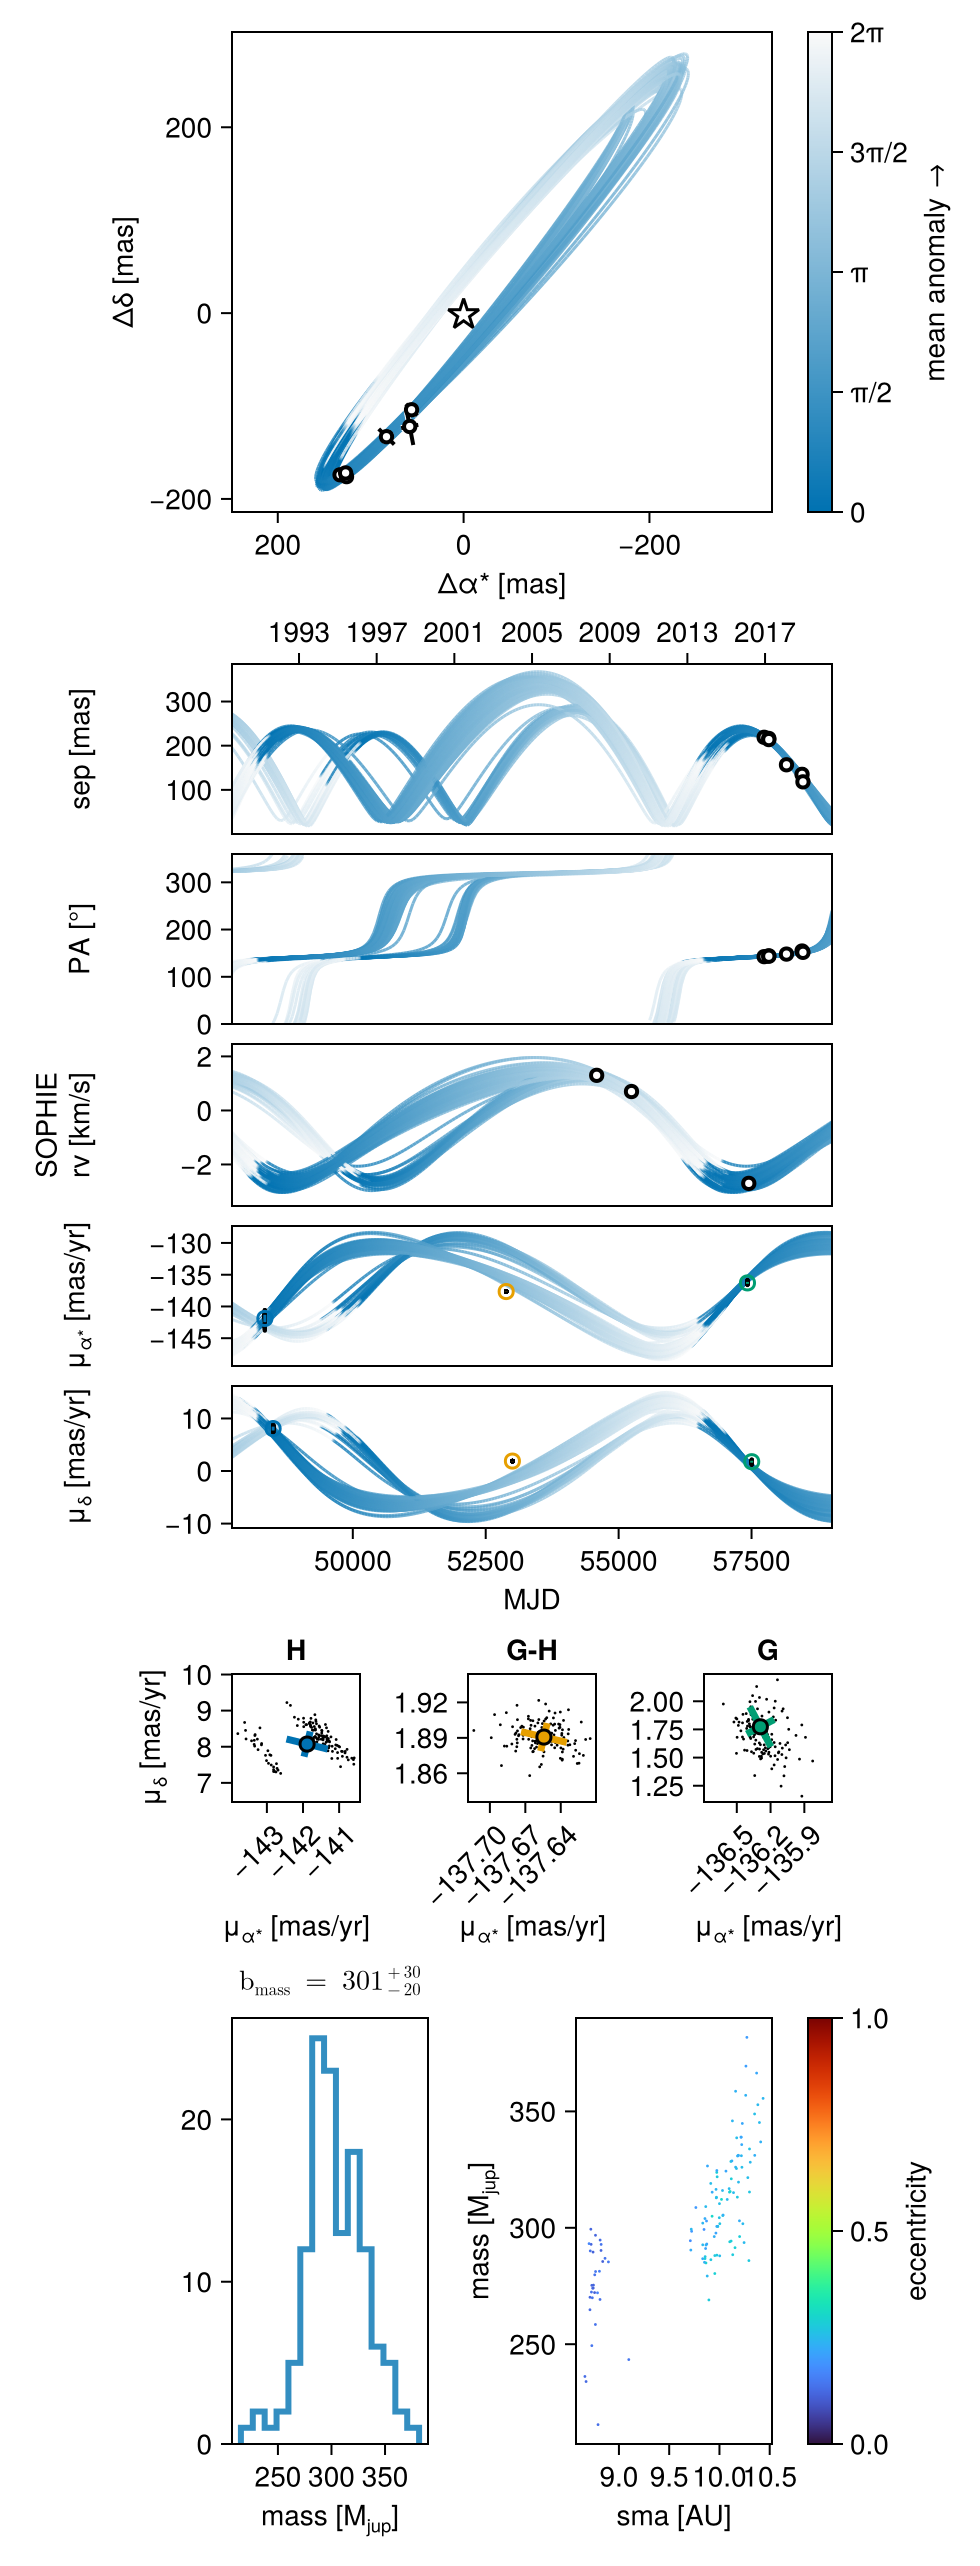 2π
3π/2
π
π/2
0
mean anomaly →
200
0
−200
Δδ [mas]
200
0
−200
Δα* [mas]
1993
1997
2001
2005
2009
2013
2017
300
200
100
sep [mas]
300
200
100
0
PA [°]
2
0
−2
SOPHIE
rv [km/s]
−130
−135
−140
−145
μα* [mas/yr]
10
0
−10
μδ [mas/yr]
50000
52500
55000
57500
MJD
H
G-H
G
10
9
8
7
μδ [mas/yr]
1.92
1.89
1.86
2.00
1.75
1.50
1.25
−143
−142
−141
−137.70
−137.67
−137.64
−136.5
−136.2
−135.9
μα* [mas/yr]
μα* [mas/yr]
μα* [mas/yr]
bmass = 301 +30 −20
20
10
0
250
300
350
mass [Mjup]
350
300
250
mass [Mjup]
9.0
9.5
10.0
10.5
sma [AU]
1.0
0.5
0.0
eccentricity